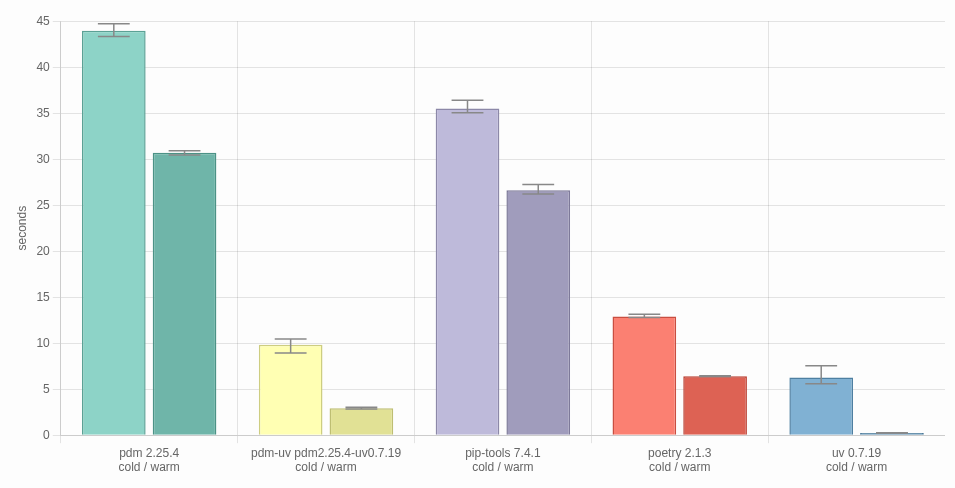 45
40
35
30
25
20
15
10
5
0
seconds
pdm 2.25.4
cold / warm
pdm-uv pdm2.25.4-uv0.7.19
cold / warm
pip-tools 7.4.1
cold / warm
poetry 2.1.3
cold / warm
uv 0.7.19
cold / warm